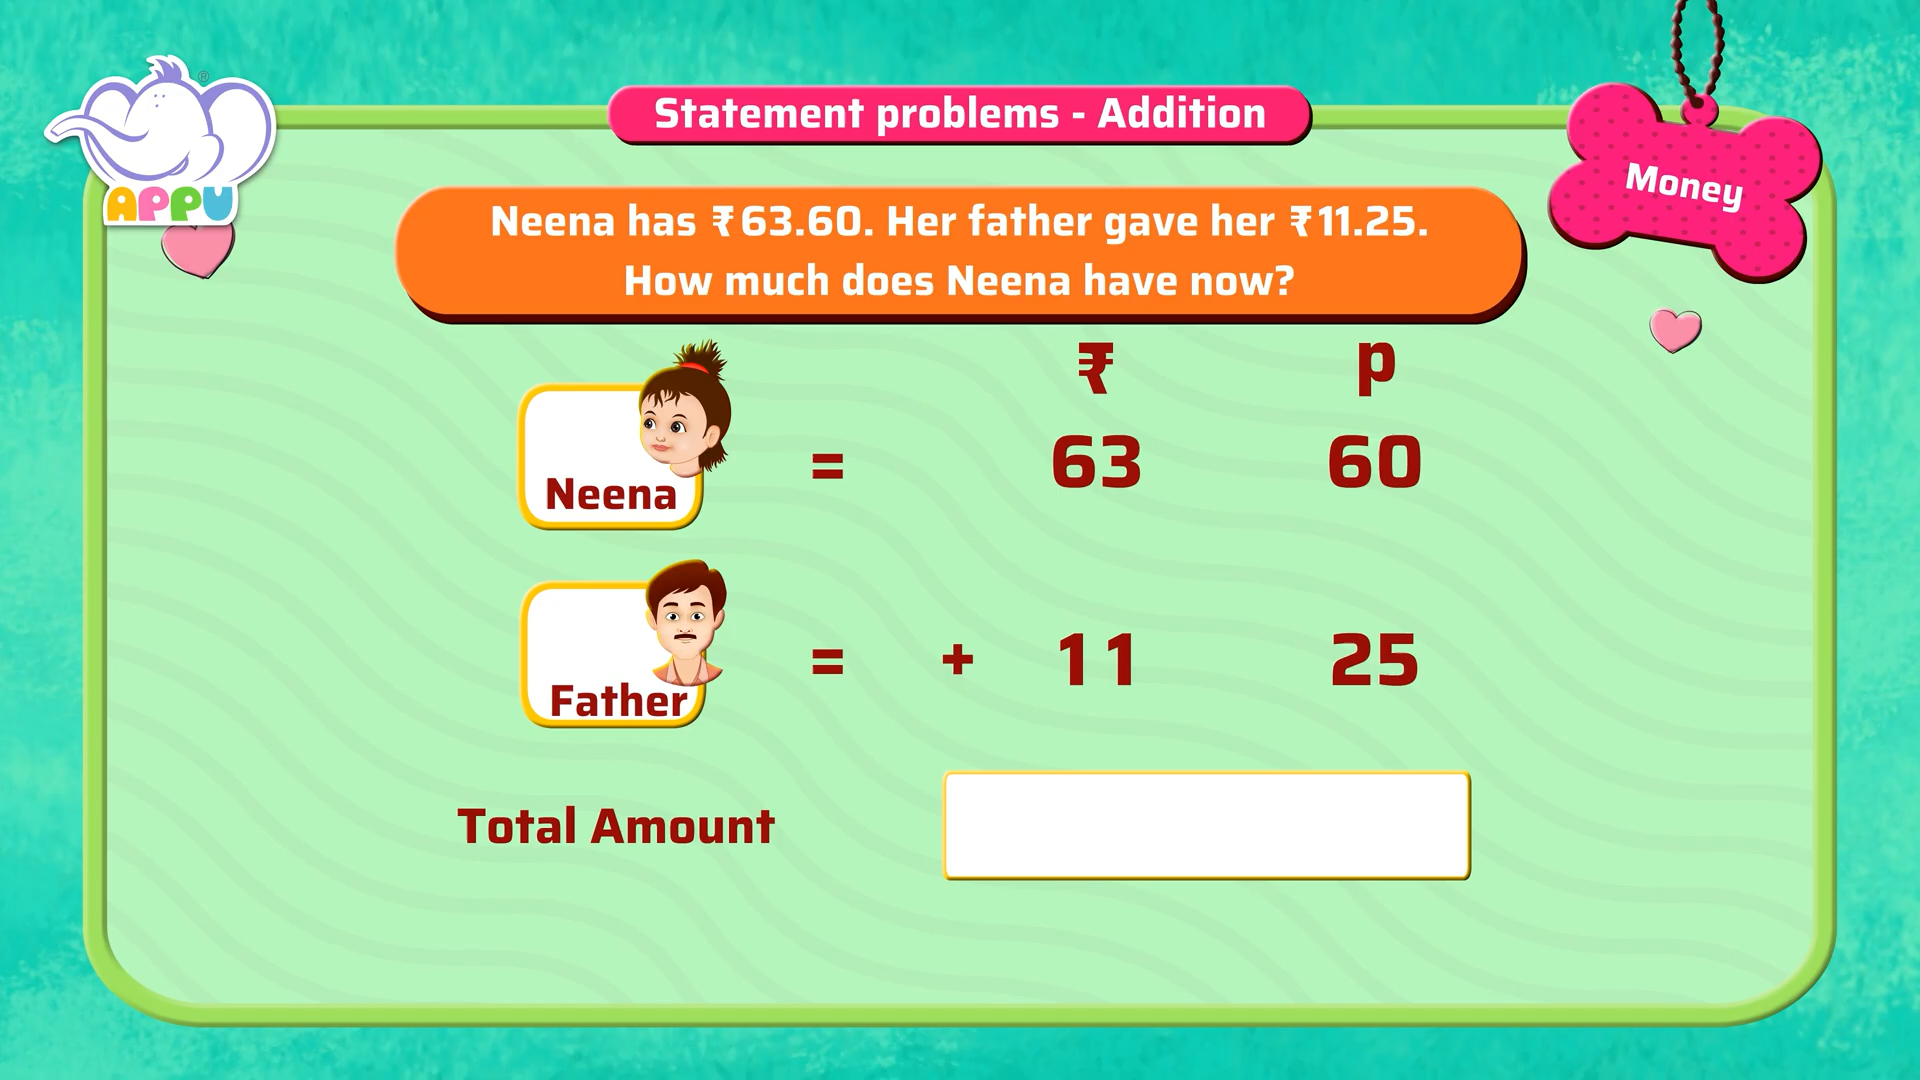 APPU
®
Statement problems - Addition
Money
Neena has ₹63.60. Her father gave her ₹11.25.
How much does Neena have now?
₹ p
Neena = 63 60
Father = + 11 25
Total Amount